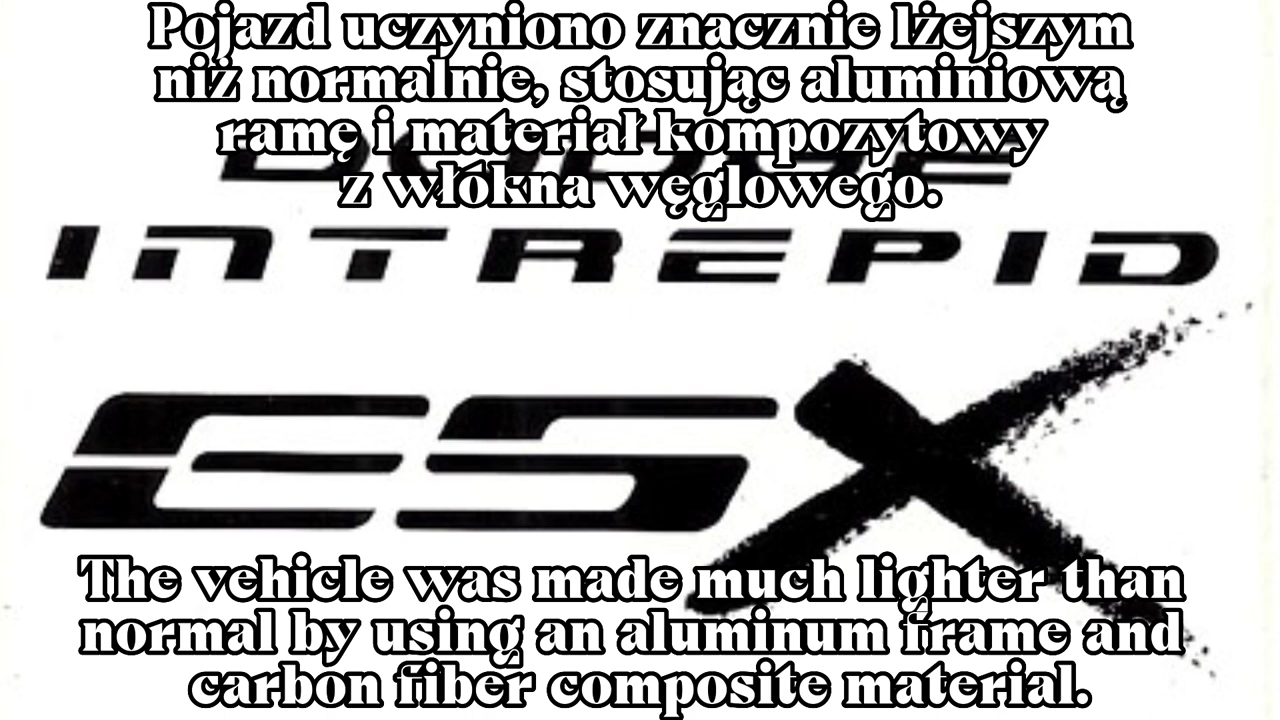 Pojazd uczyniono znacznie lżejszym
niż normalnie, stosując aluminiową
ramę i materiał kompozytowy
z włókna węglowego.
DODGE
INTREPID
ESX
The vehicle was made much lighter than
normal by using an aluminum frame and
carbon fiber composite material.